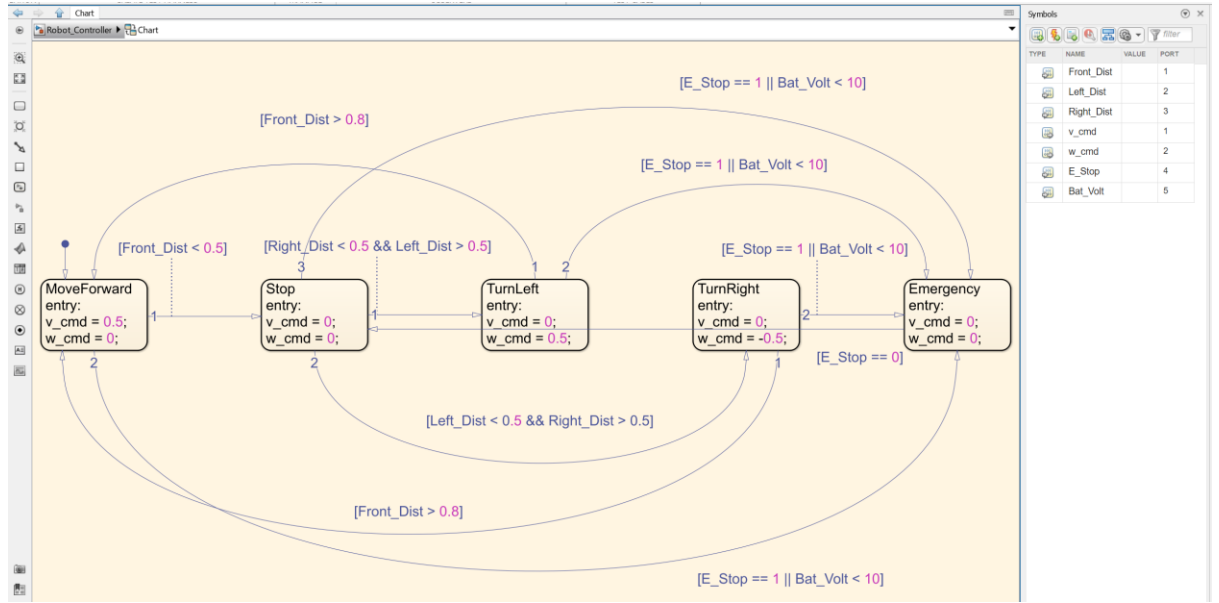 Chart
Robot_Controller Chart
[E_Stop == 1 || Bat_Volt < 10]
[Front_Dist > 0.8]
[E_Stop == 1 || Bat_Volt < 10]
[Front_Dist < 0.5]
[Right_Dist < 0.5 && Left_Dist > 0.5]
[E_Stop == 1 || Bat_Volt < 10]
3
1
2
MoveForward
entry:
v_cmd = 0.5;
w_cmd = 0;
1
2
Stop
entry:
v_cmd = 0;
w_cmd = 0;
1
2
TurnLeft
entry:
v_cmd = 0;
w_cmd = 0.5;
TurnRight
entry:
v_cmd = 0;
w_cmd = -0.5;
2
1
Emergency
entry:
v_cmd = 0;
w_cmd = 0;
[E_Stop == 0]
[Left_Dist < 0.5 && Right_Dist > 0.5]
[Front_Dist > 0.8]
[E_Stop == 1 || Bat_Volt < 10]
Symbols
filter
TYPE NAME VALUE PORT
Front_Dist 1
Left_Dist 2
Right_Dist 3
v_cmd 1
w_cmd 2
E_Stop 4
Bat_Volt 5